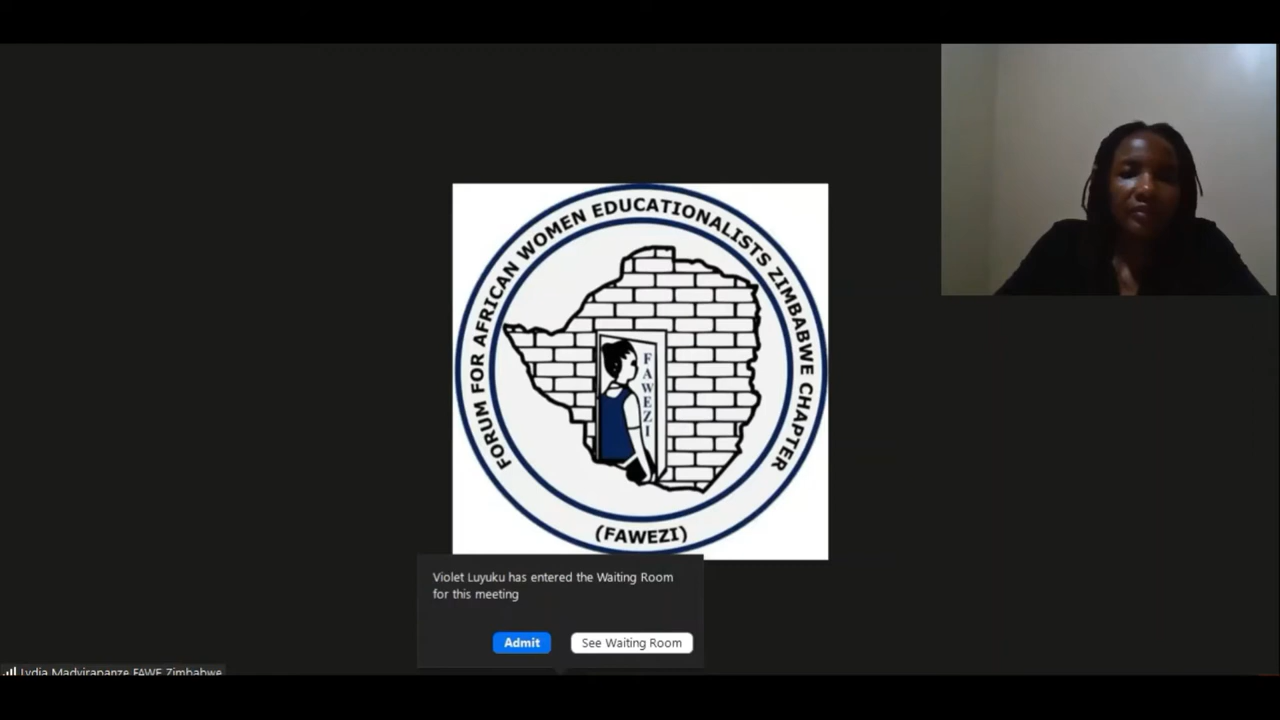 FORUM FOR AFRICAN WOMEN EDUCATIONALISTS ZIMBABWE CHAPTER
FAWEZI
(FAWEZI)
Violet Luyuku has entered the Waiting Room
for this meeting
Admit
See Waiting Room
Lydia Madyirapanze FAWE Zimbabwe